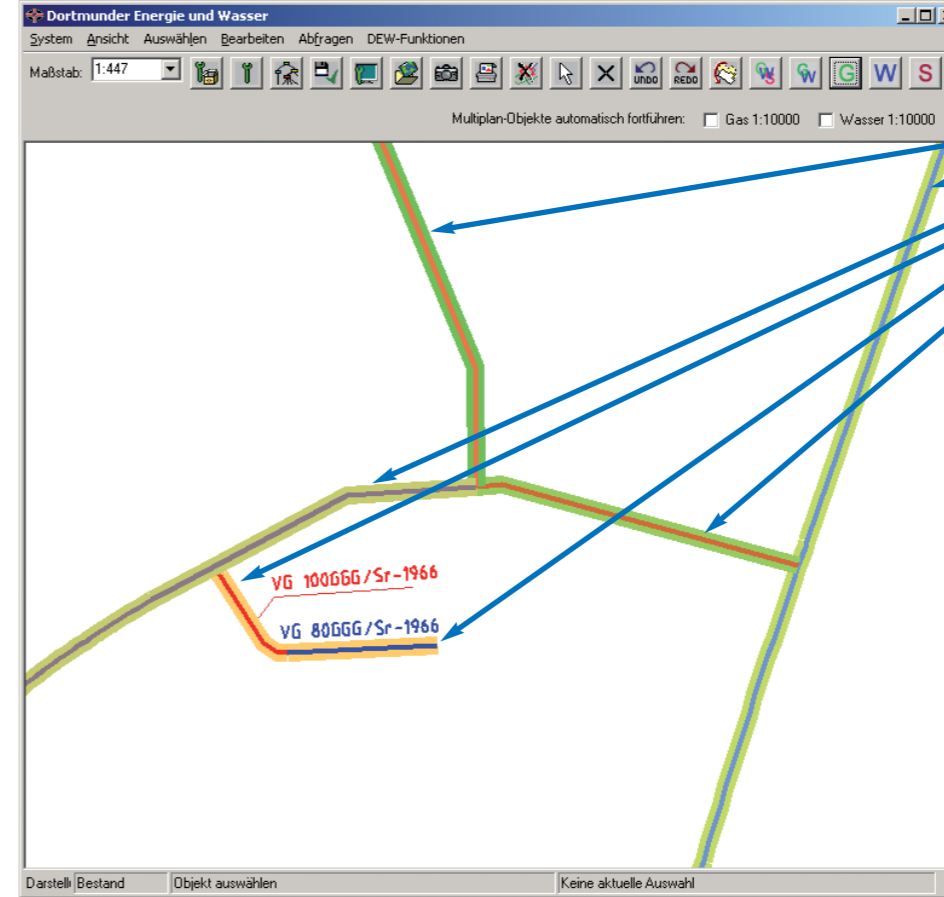 Dortmunder Energie und Wasser
System Ansicht Auswählen Bearbeiten Abfragen DEW-Funktionen
Maßstab: 1:447 UNDO REDO GWS GW G W S
Multiplan-Objekte automatisch fortführen: Gas 1:10000 Wasser 1:10000
VG 100GGG/Sr-1966
VG 80GGG/Sr-1966
Bestand Objekt auswählen Keine aktuelle Auswahl